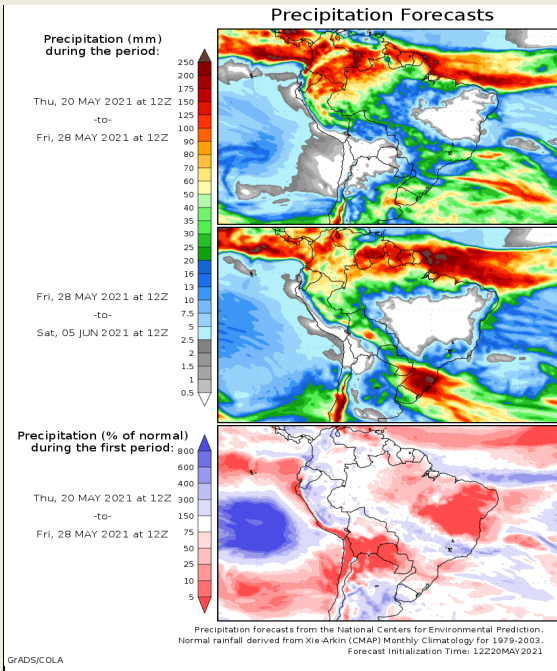 Precipitation Forecasts
Precipitation (mm)
during the period:
Thu, 20 MAY 2021 at 12Z
-to-
Fri, 28 MAY 2021 at 12Z
250
200
175
150
125
100
90
80
70
60
50
40
35
30
25
20
16
13
10
7.5
5
2.5
2
1.5
1
0.5
Fri, 28 MAY 2021 at 12Z
-to-
Sat, 05 JUN 2021 at 12Z
Precipitation (% of normal)
during the first period:
Thu, 20 MAY 2021 at 12Z
-to-
Fri, 28 MAY 2021 at 12Z
800
600
400
300
150
75
50
25
10
5
Precipitation forecasts from the National Centers for Environmental Prediction.
Normal rainfall derived from Xie-Arkin (CMAP) Monthly Climatology for 1979-2003.
Forecast Initialization Time: 12Z20MAY2021
GrADS/COLA